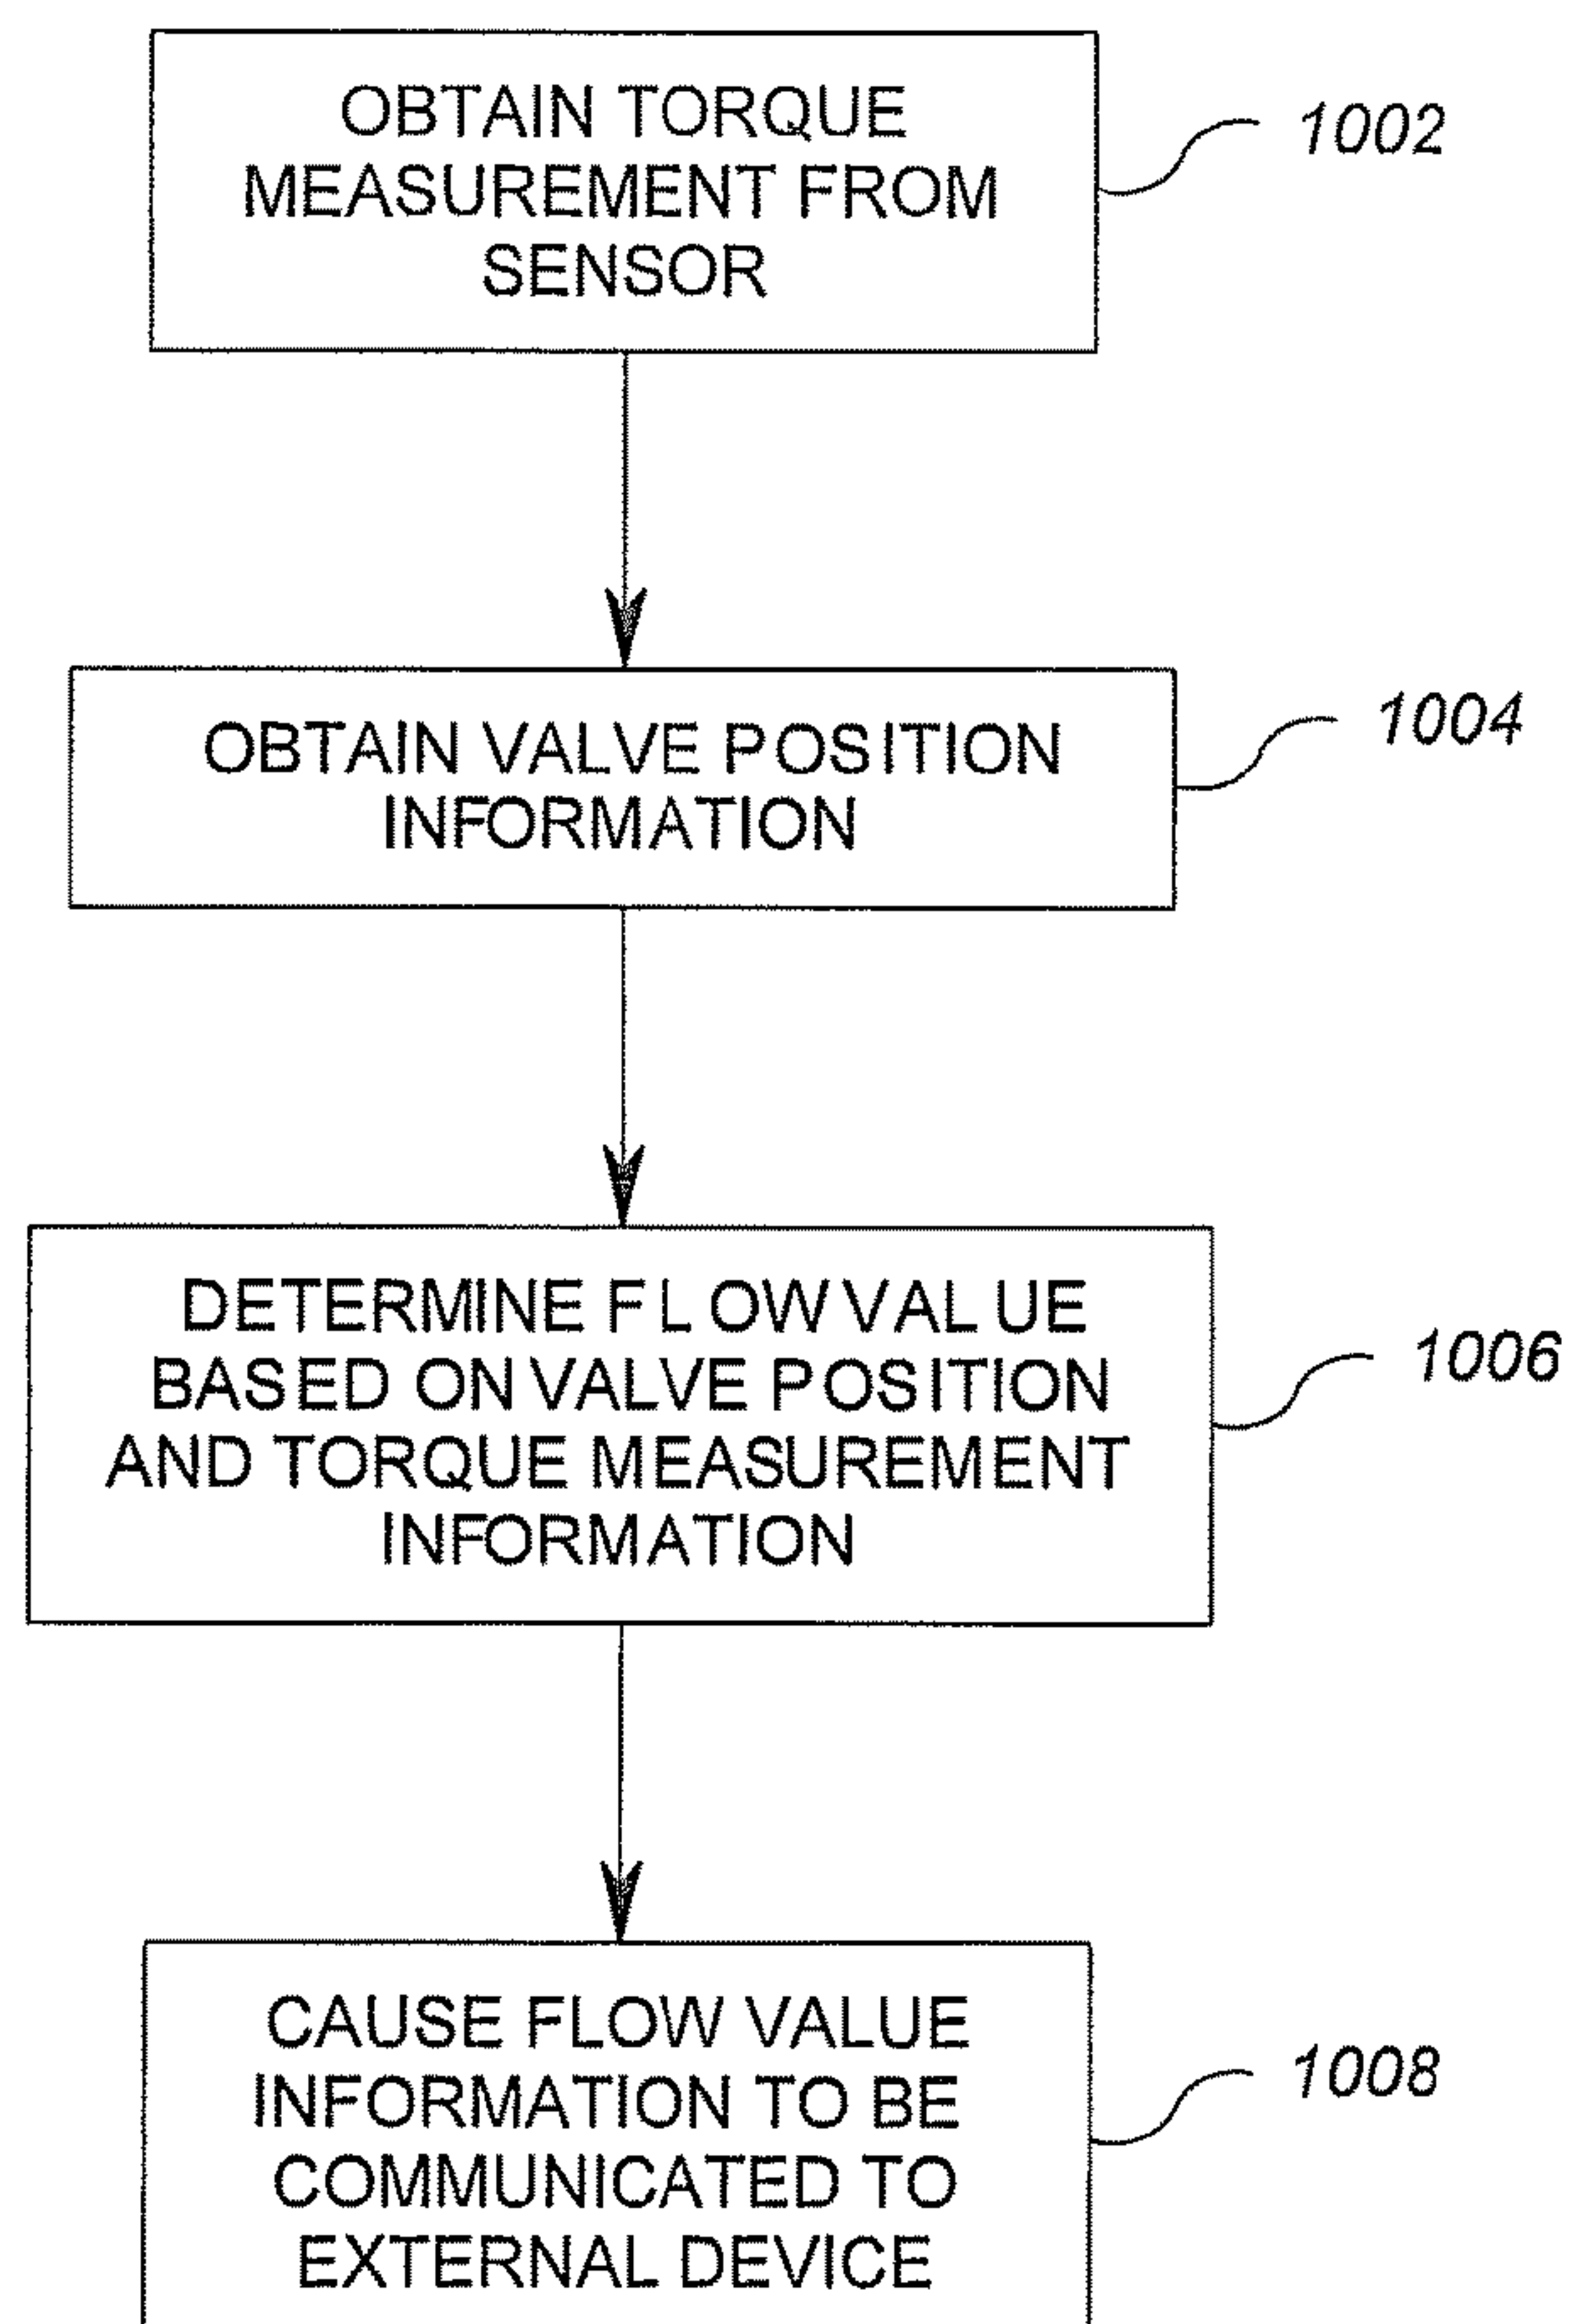 OBTAIN TORQUE
MEASUREMENT FROM
SENSOR
1002
OBTAIN VALVE POSITION
INFORMATION
1004
DETERMINE FLOW VALUE
BASED ON VALVE POSITION
AND TORQUE MEASUREMENT
INFORMATION
1006
CAUSE FLOW VALUE
INFORMATION TO BE
COMMUNICATED TO
EXTERNAL DEVICE
1008